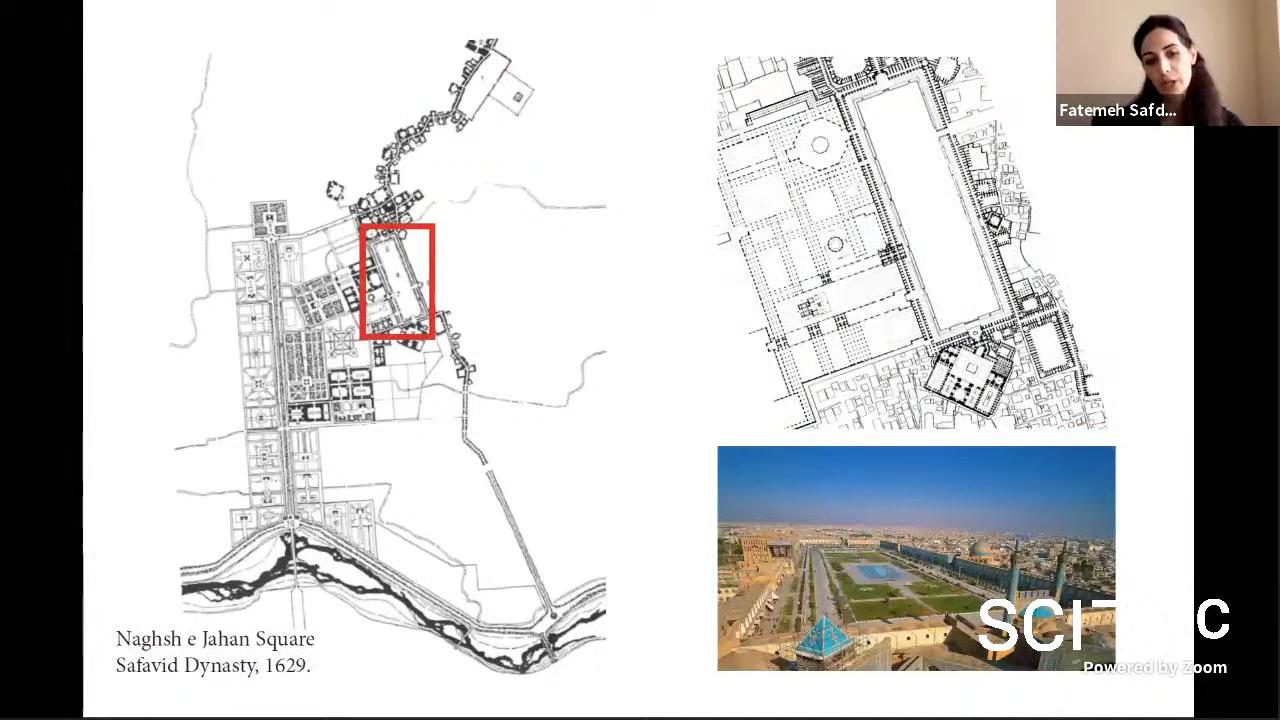 Fatemeh Safd...
Naghsh e Jahan Square
Safavid Dynasty, 1629.
Powered by Zoom